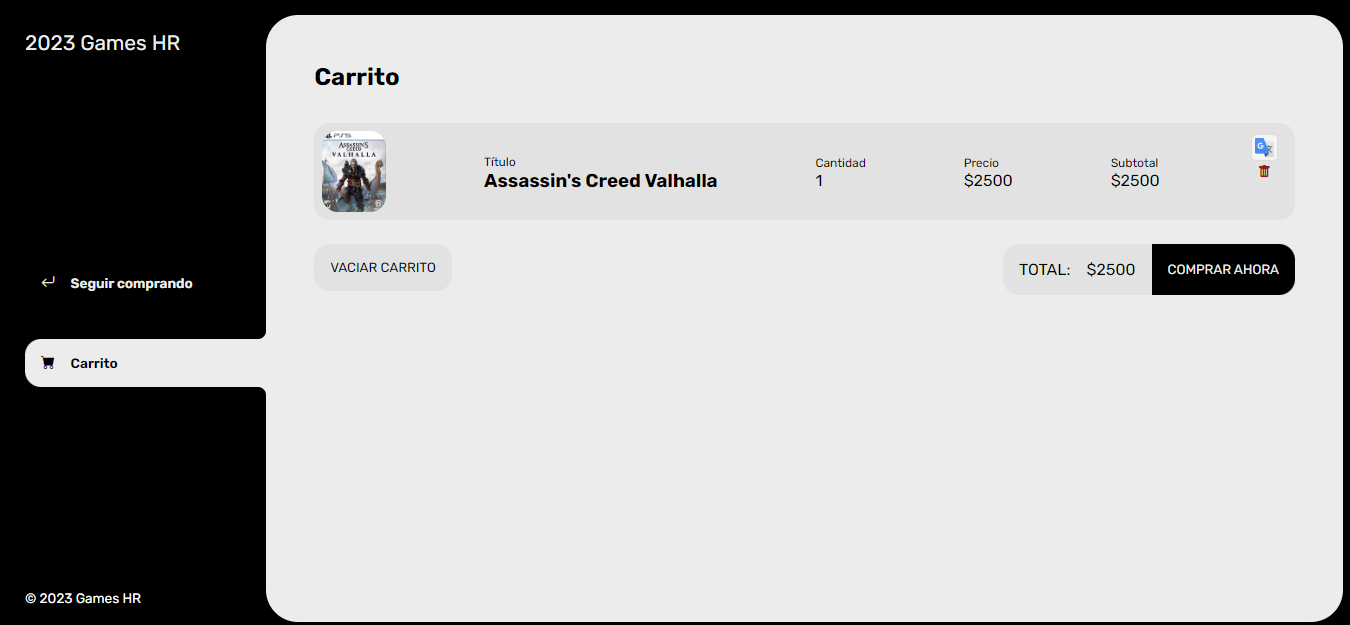 2023 Games HR
Seguir comprando
Carrito
© 2023 Games HR
Carrito
PS5
ASSASSIN'S
CREED
VALHALLA
Título
Assassin's Creed Valhalla
Cantidad
1
Precio
$2500
Subtotal
$2500
G
VACIAR CARRITO
TOTAL: $2500
COMPRAR AHORA